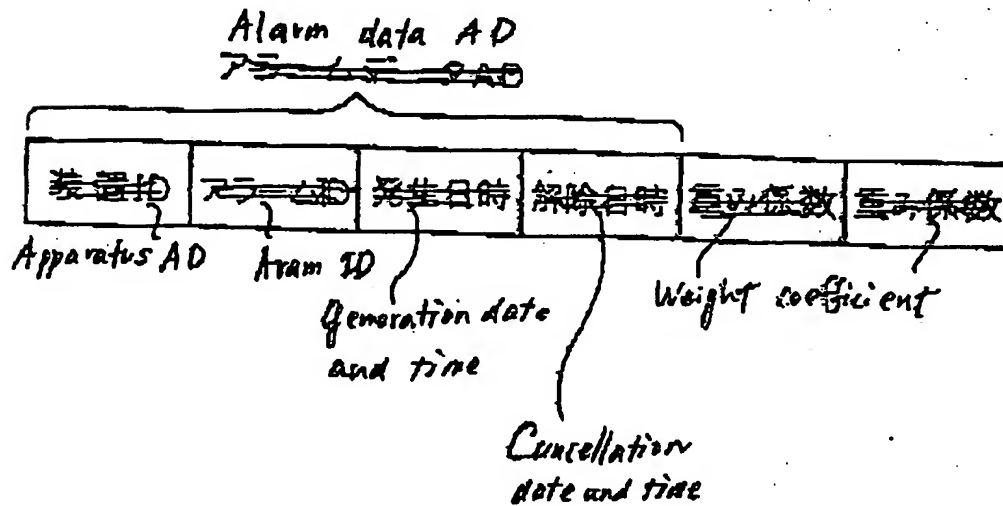 Alarm data AD
アラームデータAD
装置ID アラームID 発生日時 解除日時 重み係数 重み係数
Apparatus AD Aram ID Weight coefficient
Generation date
and time
Cancellation
date and time